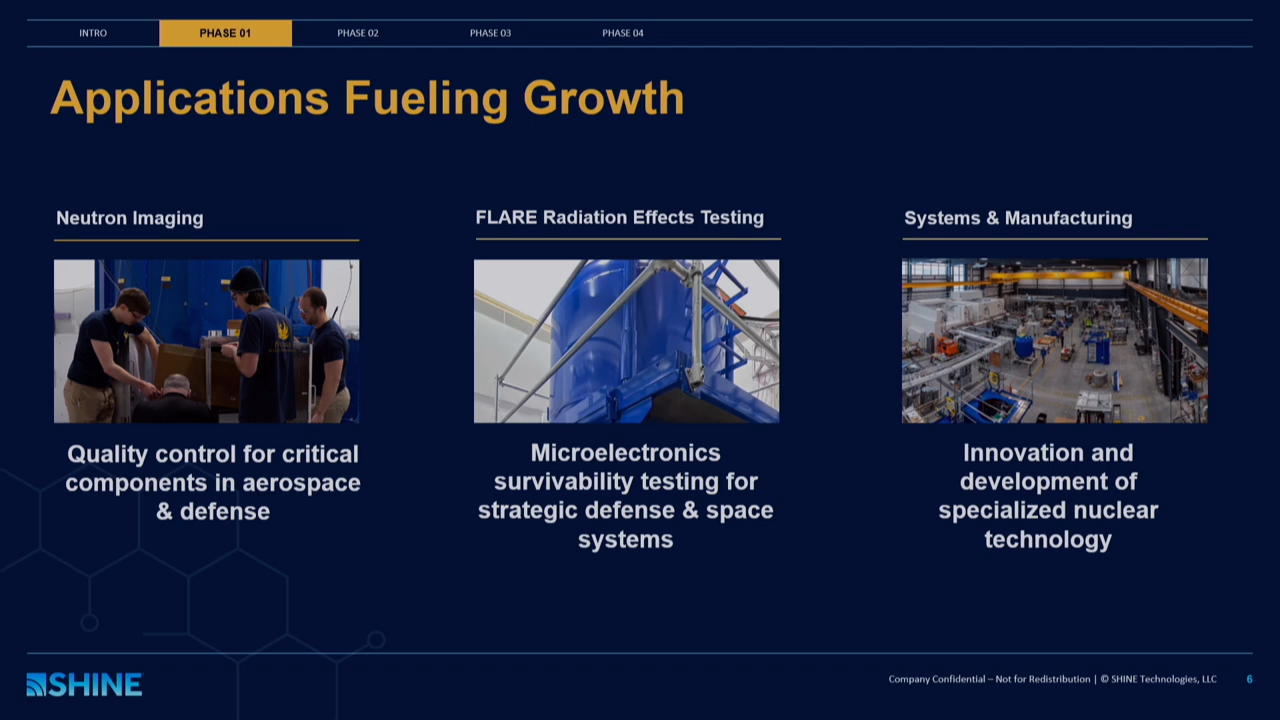 INTRO
PHASE 01
PHASE 02
PHASE 03
PHASE 04
Applications Fueling Growth
Neutron Imaging
Quality control for critical
components in aerospace
& defense
FLARE Radiation Effects Testing
Microelectronics
survivability testing for
strategic defense & space
systems
Systems & Manufacturing
Innovation and
development of
specialized nuclear
technology
SHINE
Company Confidential – Not for Redistribution | © SHINE Technologies, LLC
6